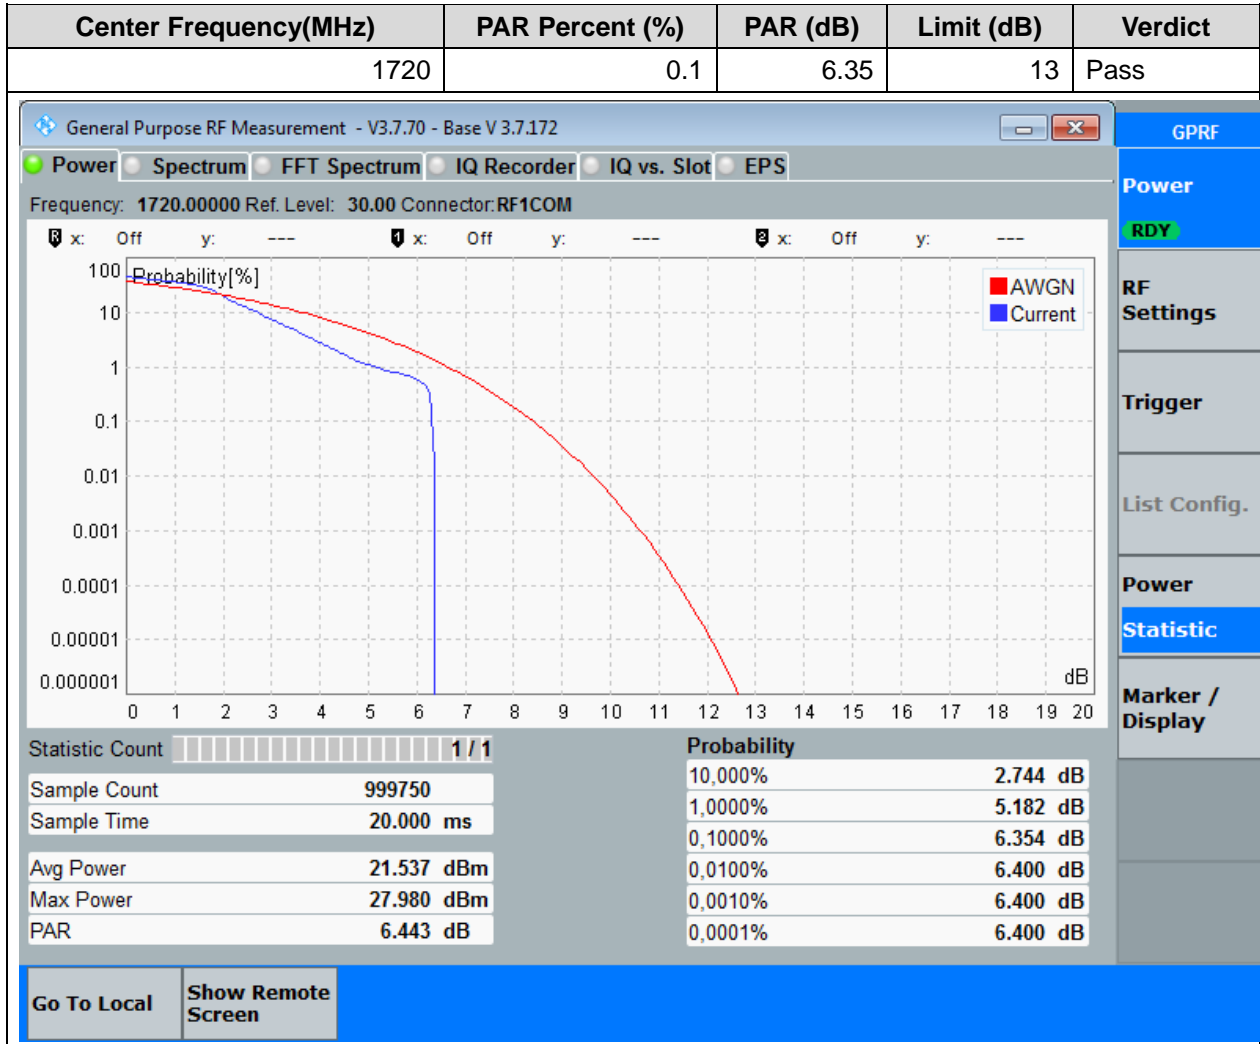 Center Frequency(MHz) PAR Percent (%) PAR (dB) Limit (dB) Verdict
1720 0.1 6.35 13 Pass
General Purpose RF Measurement - V3.7.70 - Base V 3.7.172
GPRF
Power Spectrum FFT Spectrum IQ Recorder IQ vs. Slot EPS
Power
RDY
Frequency: 1720.00000 Ref. Level: 30.00 Connector: RF1COM
R x: Off y: --- 1 x: Off y: --- 2 x: Off y: ---
Probability[%]
AWGN
Current
100
10
1
0.1
0.01
0.001
0.0001
0.00001
0.000001
dB
0 1 2 3 4 5 6 7 8 9 10 11 12 13 14 15 16 17 18 19 20
RF
Settings
Trigger
List Config.
Power
Statistic
Marker /
Display
Statistic Count 1 / 1
Sample Count 999750
Sample Time 20.000 ms
Avg Power 21.537 dBm
Max Power 27.980 dBm
PAR 6.443 dB
Probability
10,000% 2.744 dB
1,0000% 5.182 dB
0,1000% 6.354 dB
0,0100% 6.400 dB
0,0010% 6.400 dB
0,0001% 6.400 dB
Go To Local
Show Remote
Screen